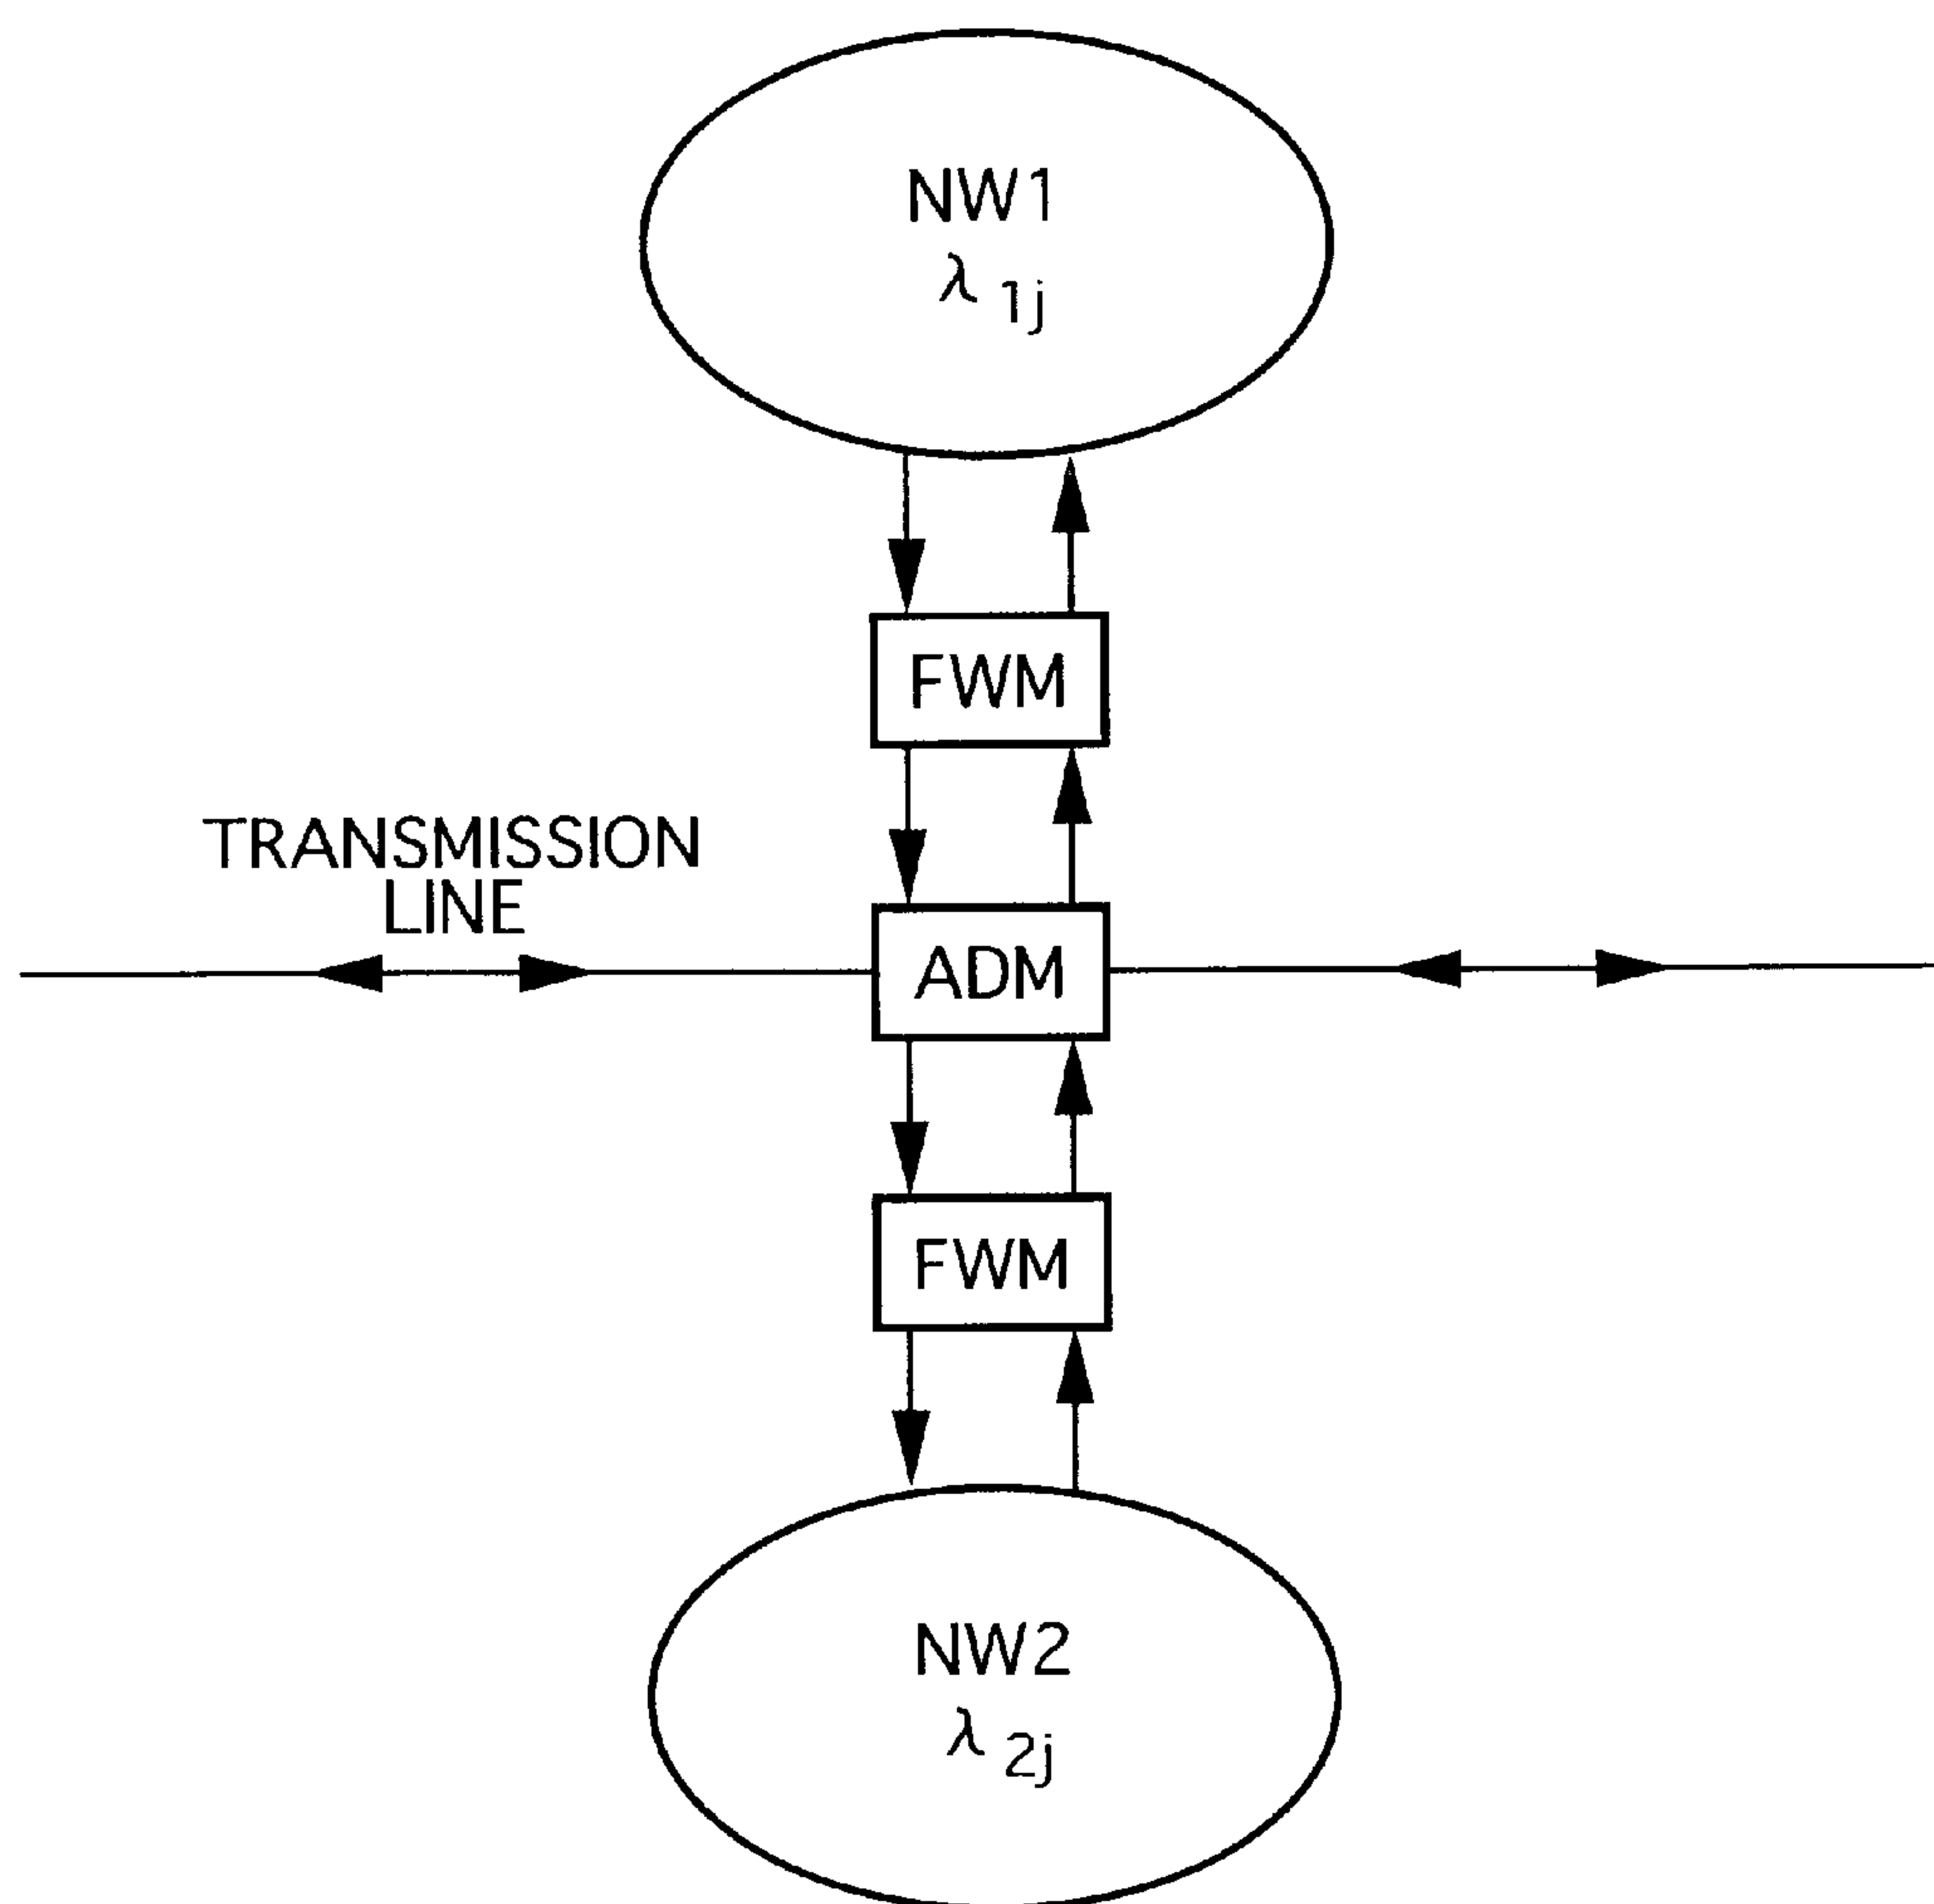 NW1
λ 1j
FWM
TRANSMISSION
LINE
ADM
FWM
NW2
λ 2j